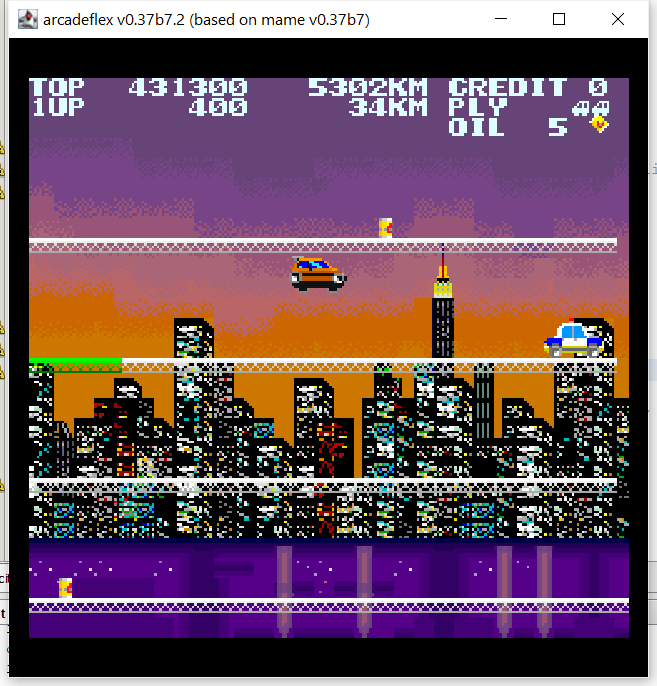 arcadeflex v0.37b7.2 (based on mame v0.37b7)
TOP 431300 5302KM CREDIT 0
1UP 400 34KM PLY
OIL 5